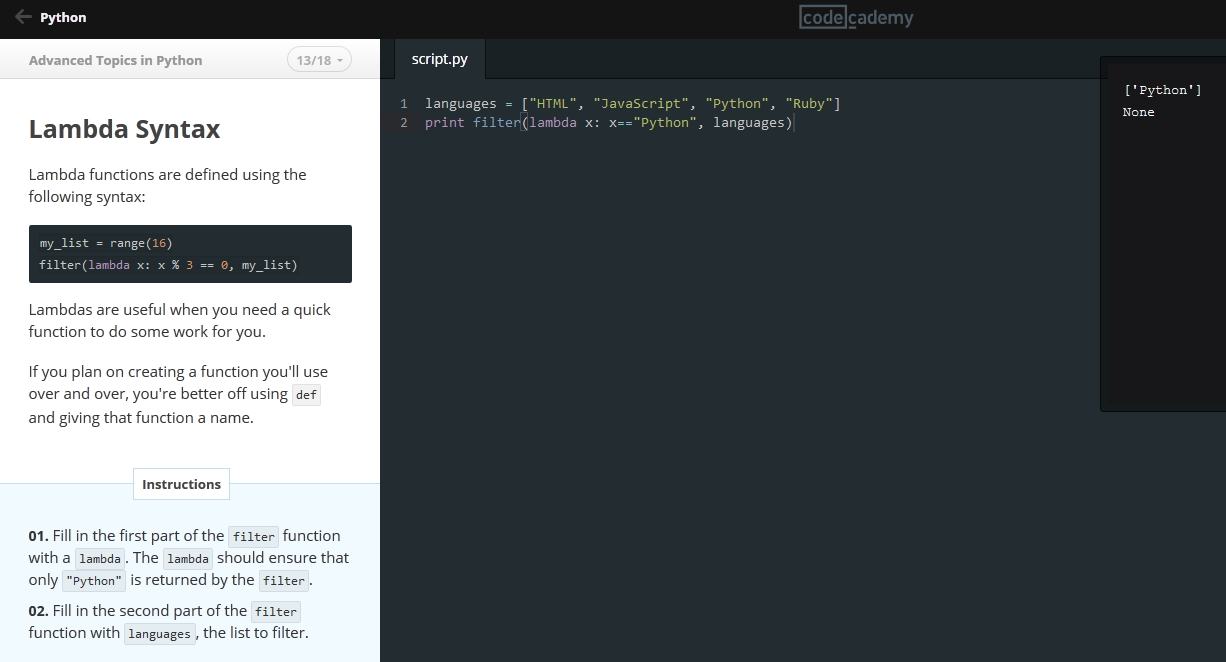 Python
codecademy
Advanced Topics in Python
13/18
Lambda Syntax
Lambda functions are defined using the
following syntax:
my_list = range(16)
filter(lambda x: x % 3 == 0, my_list)
Lambdas are useful when you need a quick
function to do some work for you.
If you plan on creating a function you'll use
over and over, you're better off using def
and giving that function a name.
Instructions
01. Fill in the first part of the filter function
with a lambda. The lambda should ensure that
only "Python" is returned by the filter.
02. Fill in the second part of the filter
function with languages, the list to filter.
script.py
1 languages = ["HTML", "JavaScript", "Python", "Ruby"]
2 print filter(lambda x: x=="Python", languages)
['Python']
None